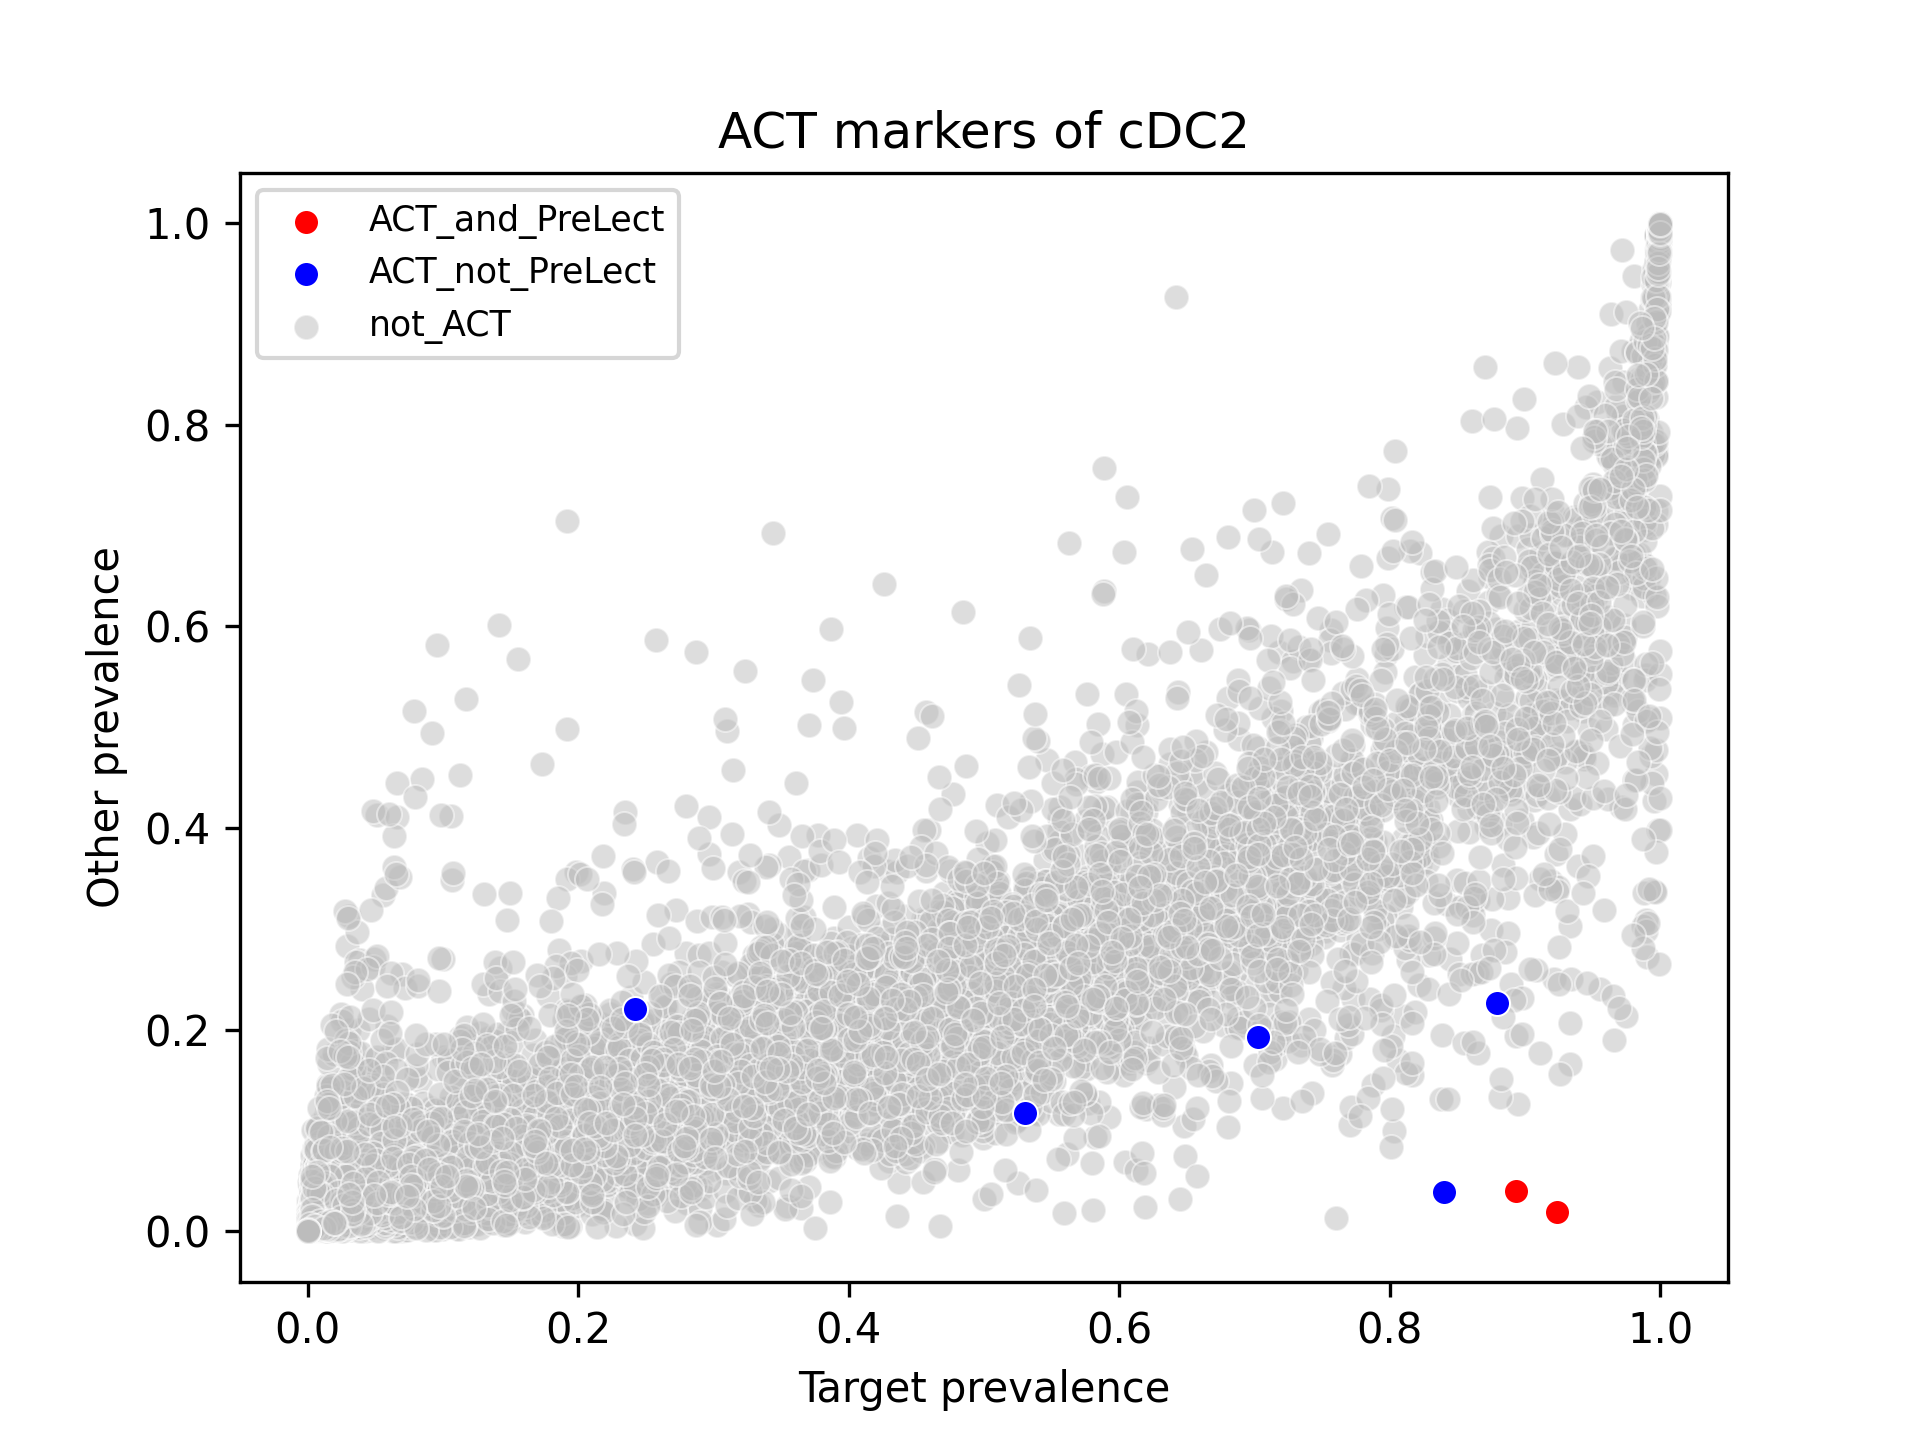 ACT markers of cDC2
ACT_and_PreLect
ACT_not_PreLect
not_ACT
1.0
0.8
0.6
0.4
0.2
0.0
Other prevalence
0.0 0.2 0.4 0.6 0.8 1.0
Target prevalence